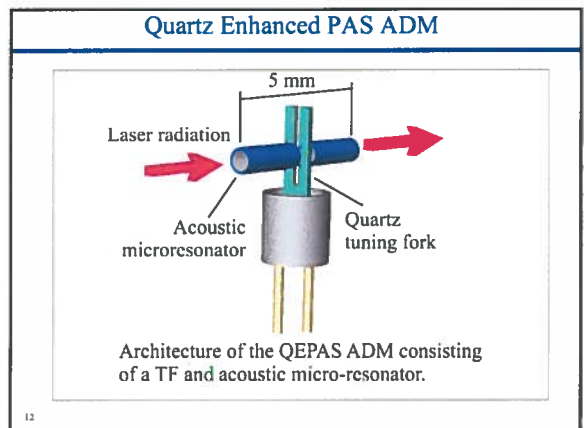 Quartz Enhanced PAS ADM
5 mm
Laser radiation
Acoustic
microresonator
Quartz
tuning fork
Architecture of the QEPAS ADM consisting
of a TF and acoustic micro-resonator.
12